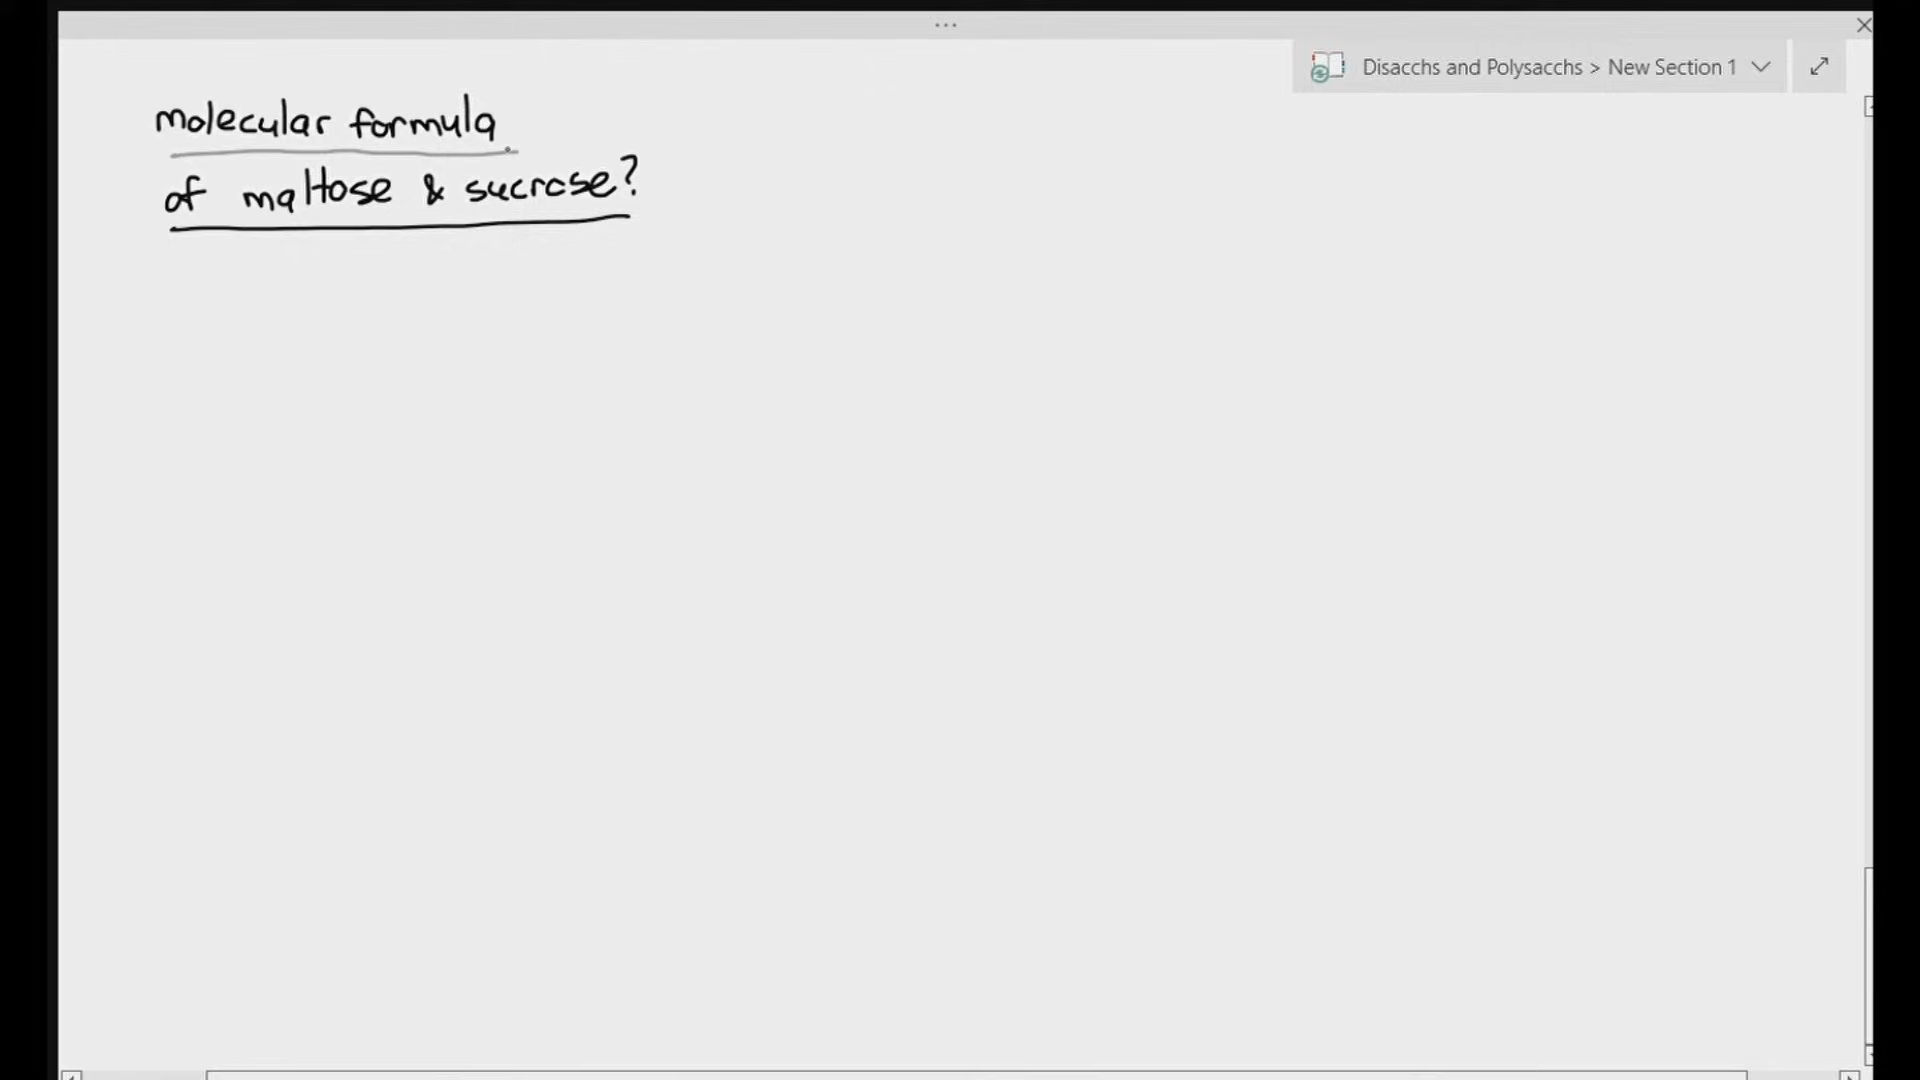 Disacchs and Polysacchs > New Section 1
molecular formula
of maltose & sucrose?